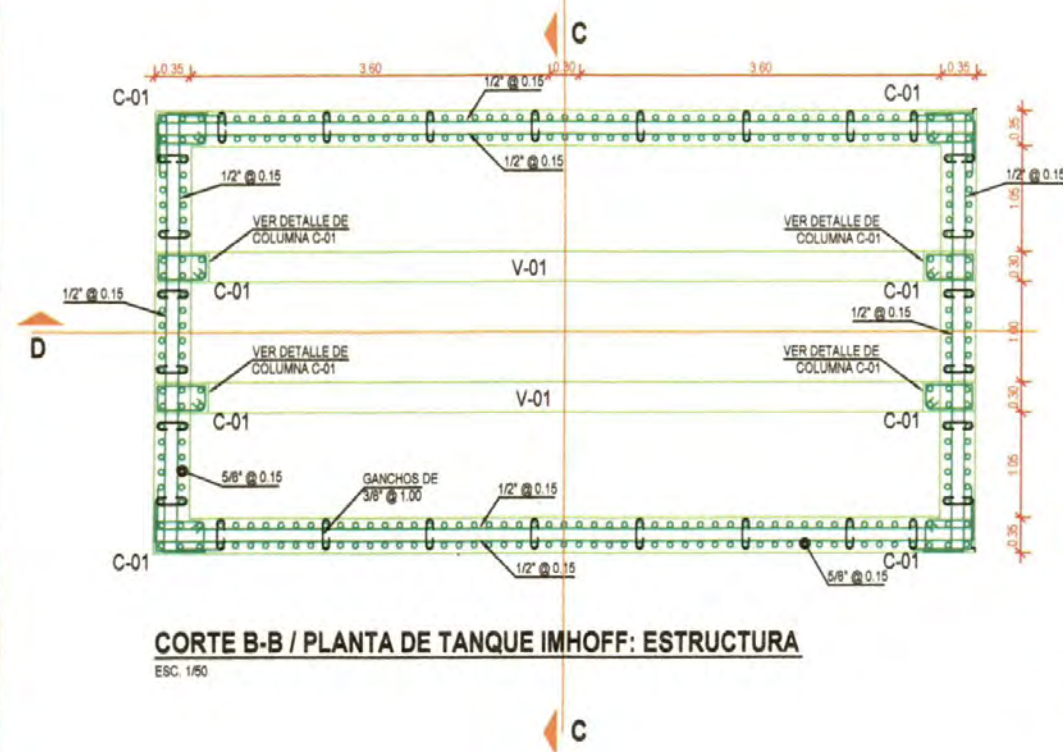 C
0.35
3.60
0.30
3.60
0.35
C-01
1/2" @ 0.15
C-01
0.35
1/2" @ 0.15
1/2" @ 0.15
1/2" @ 0.15
1.05
VER DETALLE DE
COLUMNA C-01
VER DETALLE DE
COLUMNA C-01
V-01
0.30
C-01
C-01
1/2" @ 0.15
1/2" @ 0.15
1.00
D
VER DETALLE DE
COLUMNA C-01
VER DETALLE DE
COLUMNA C-01
V-01
0.30
C-01
C-01
5/8" @ 0.15
GANCHOS DE
3/8" @ 1.00
1/2" @ 0.15
1.05
0.35
C-01
1/2" @ 0.15
C-01
5/8" @ 0.15
CORTE B-B / PLANTA DE TANQUE IMHOFF: ESTRUCTURA
ESC. 1/50
C